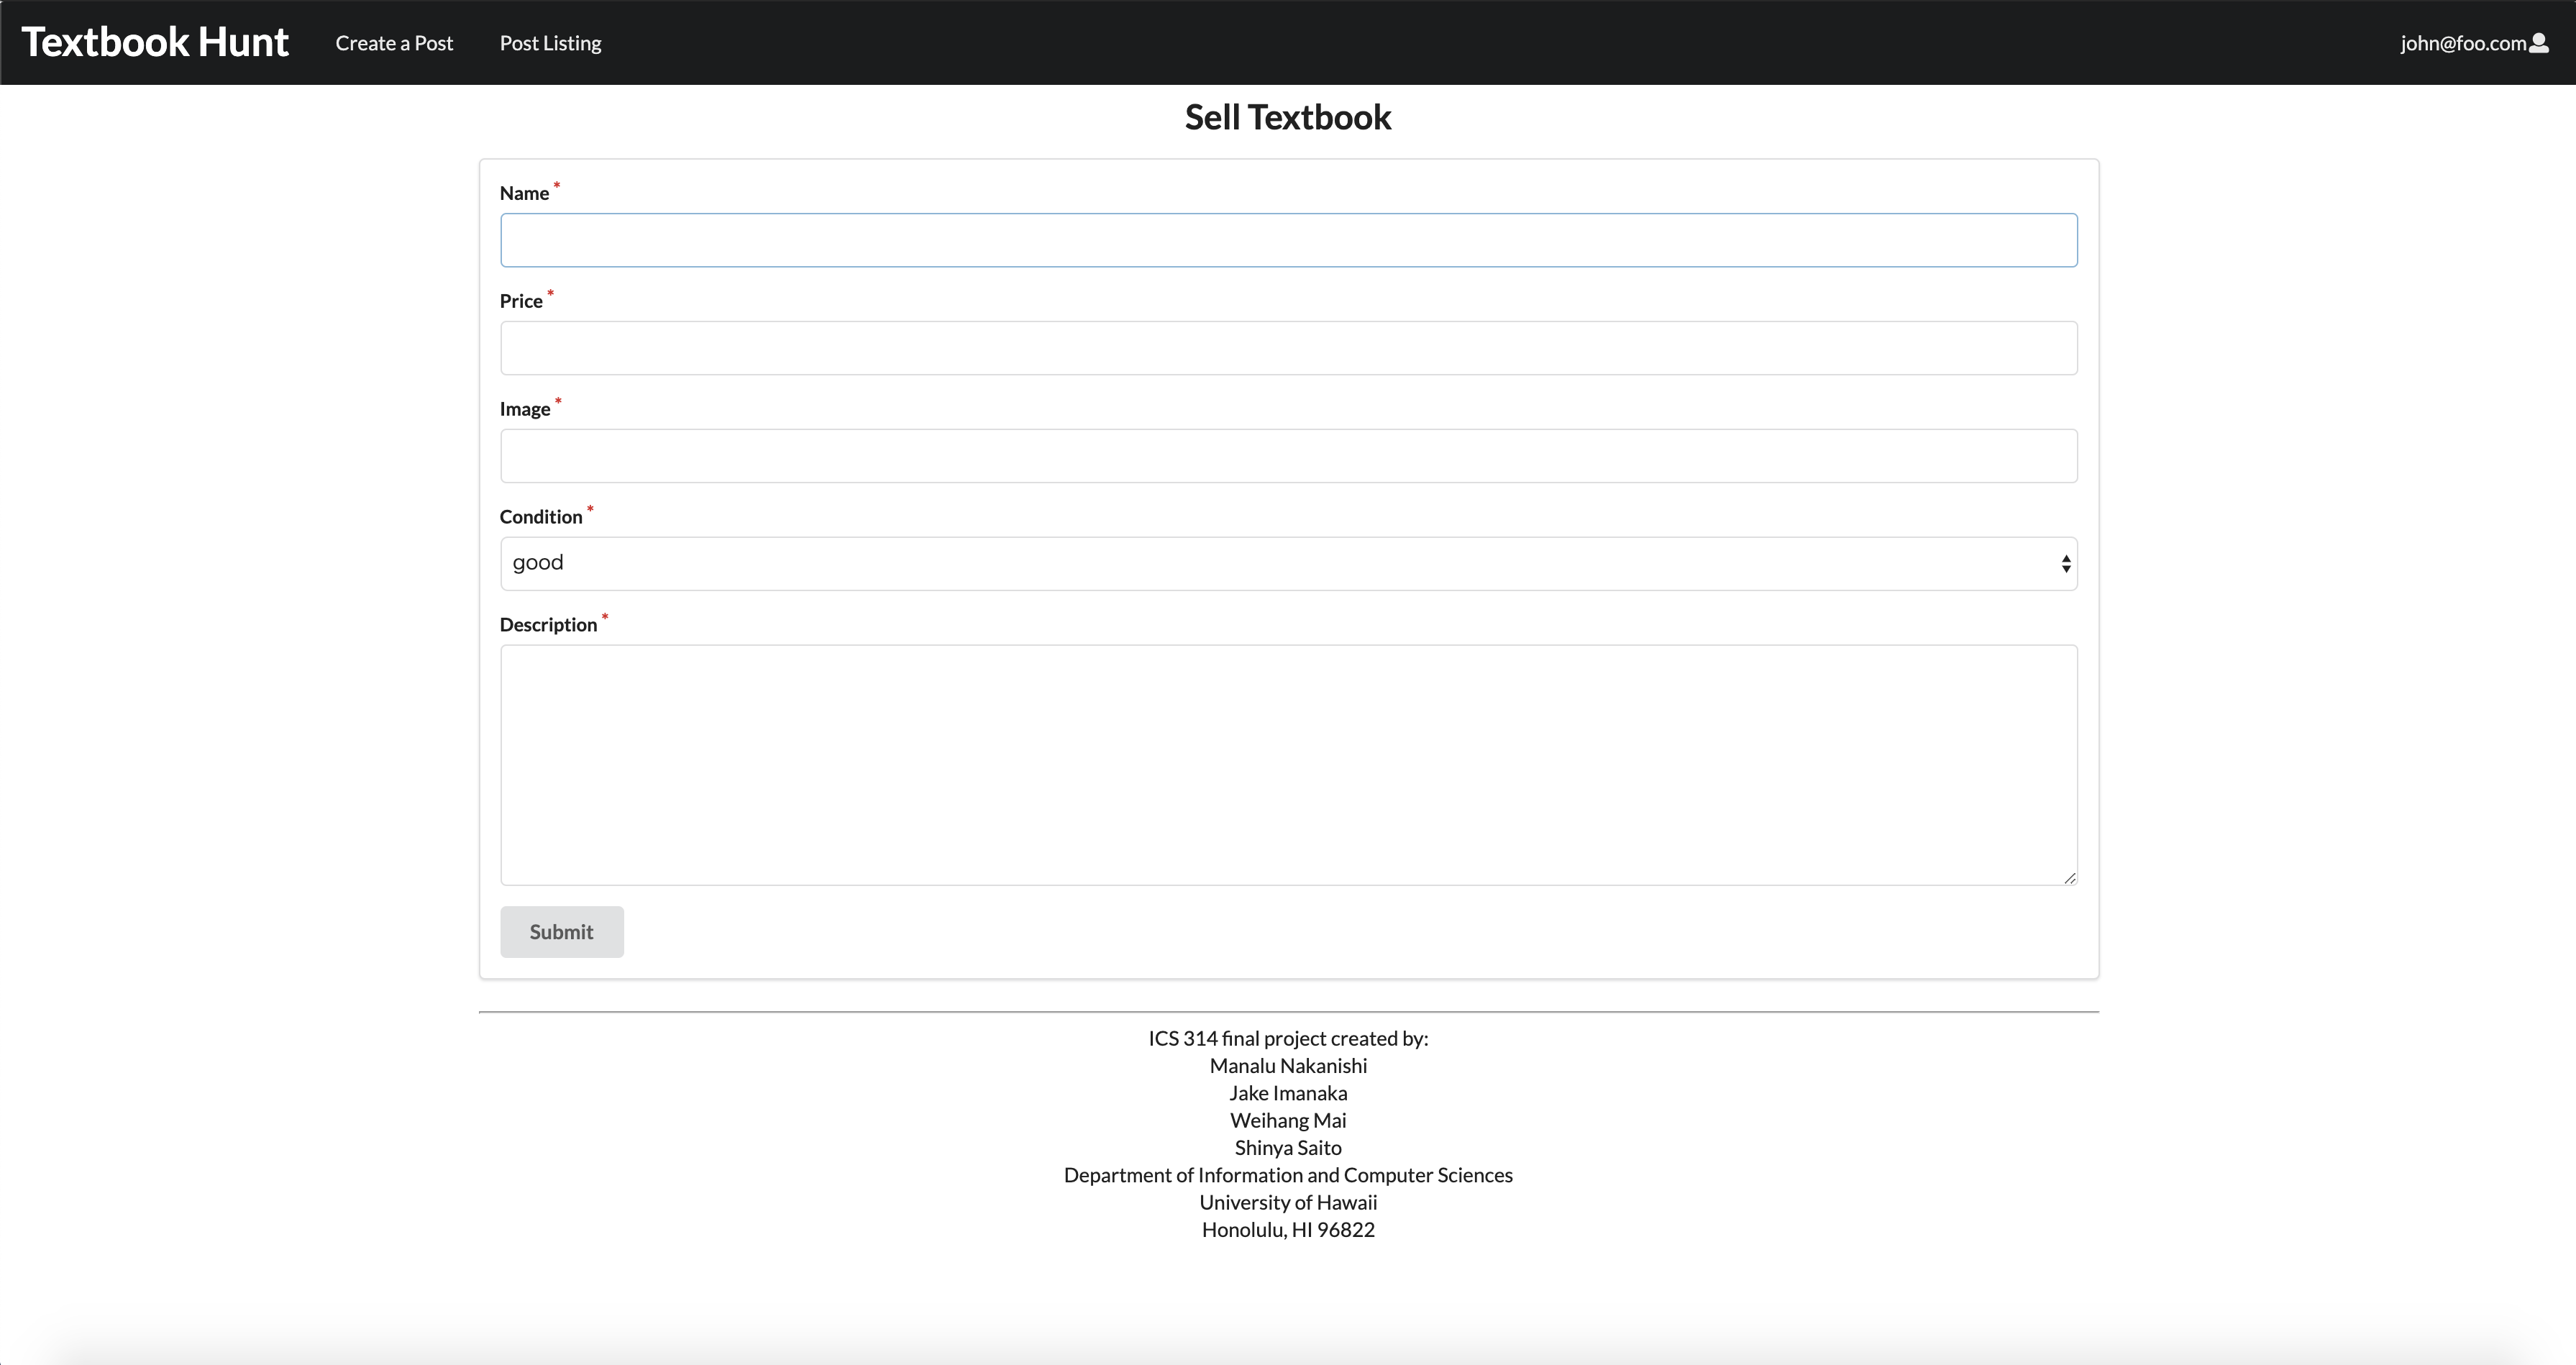 Textbook Hunt Create a Post Post Listing john@foo.com
Sell Textbook
Name *
Price *
Image *
Condition *
good
Description *
Submit
ICS 314 final project created by:
Manalu Nakanishi
Jake Imanaka
Weihang Mai
Shinya Saito
Department of Information and Computer Sciences
University of Hawaii
Honolulu, HI 96822